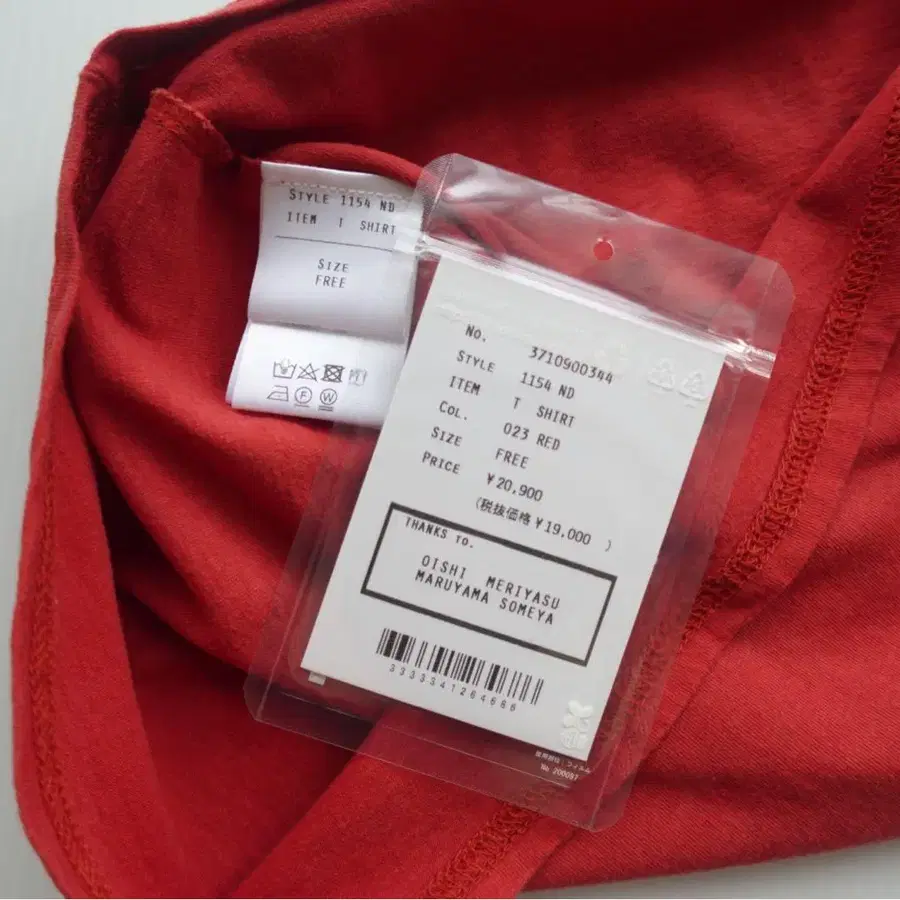 STYLE 1154 ND
ITEM T SHIRT
SIZE
FREE
F W
No. 3710900344
STYLE 1154 ND
ITEM T SHIRT
COL. 023 RED
SIZE FREE
PRICE ¥20,900
(税抜価格 ¥19,000 )
THANKS TO.
OISHI MERIYASU
MARUYAMA SOMEYA
3333341264686